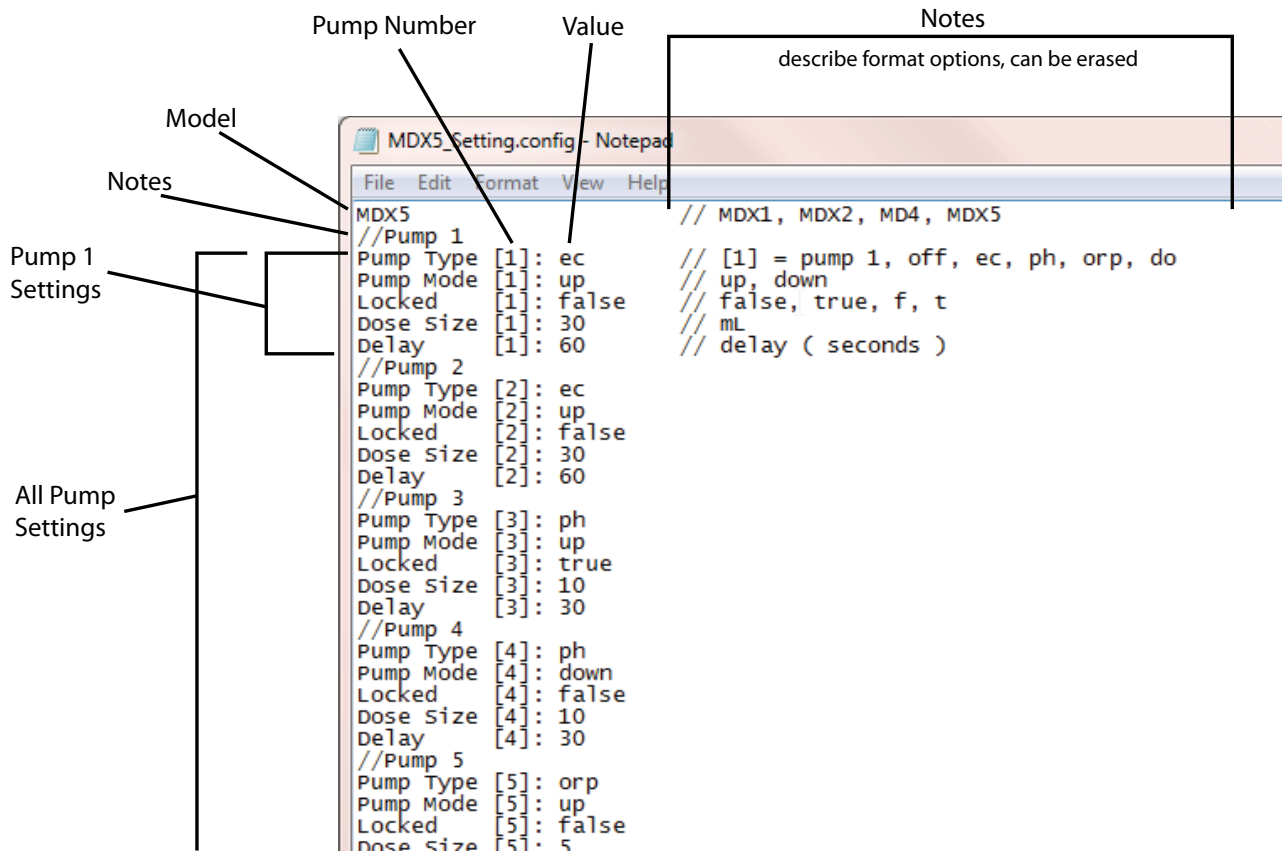 Pump Number
Value
Notes
describe format options, can be erased
Model
Notes
Pump 1
Settings
All Pump
Settings
MDX5_Setting.config - Notepad
File Edit Format View Help
MDX5 // MDX1, MDX2, MD4, MDX5
//Pump 1
Pump Type [1]: ec // [1] = pump 1, off, ec, ph, orp, do
Pump Mode [1]: up // up, down
Locked [1]: false // false, true, f, t
Dose Size [1]: 30 // mL
Delay [1]: 60 // delay ( seconds )
//Pump 2
Pump Type [2]: ec
Pump Mode [2]: up
Locked [2]: false
Dose Size [2]: 30
Delay [2]: 60
//Pump 3
Pump Type [3]: ph
Pump Mode [3]: up
Locked [3]: true
Dose Size [3]: 10
Delay [3]: 30
//Pump 4
Pump Type [4]: ph
Pump Mode [4]: down
Locked [4]: false
Dose Size [4]: 10
Delay [4]: 30
//Pump 5
Pump Type [5]: orp
Pump Mode [5]: up
Locked [5]: false
Dose Size [5]: 5